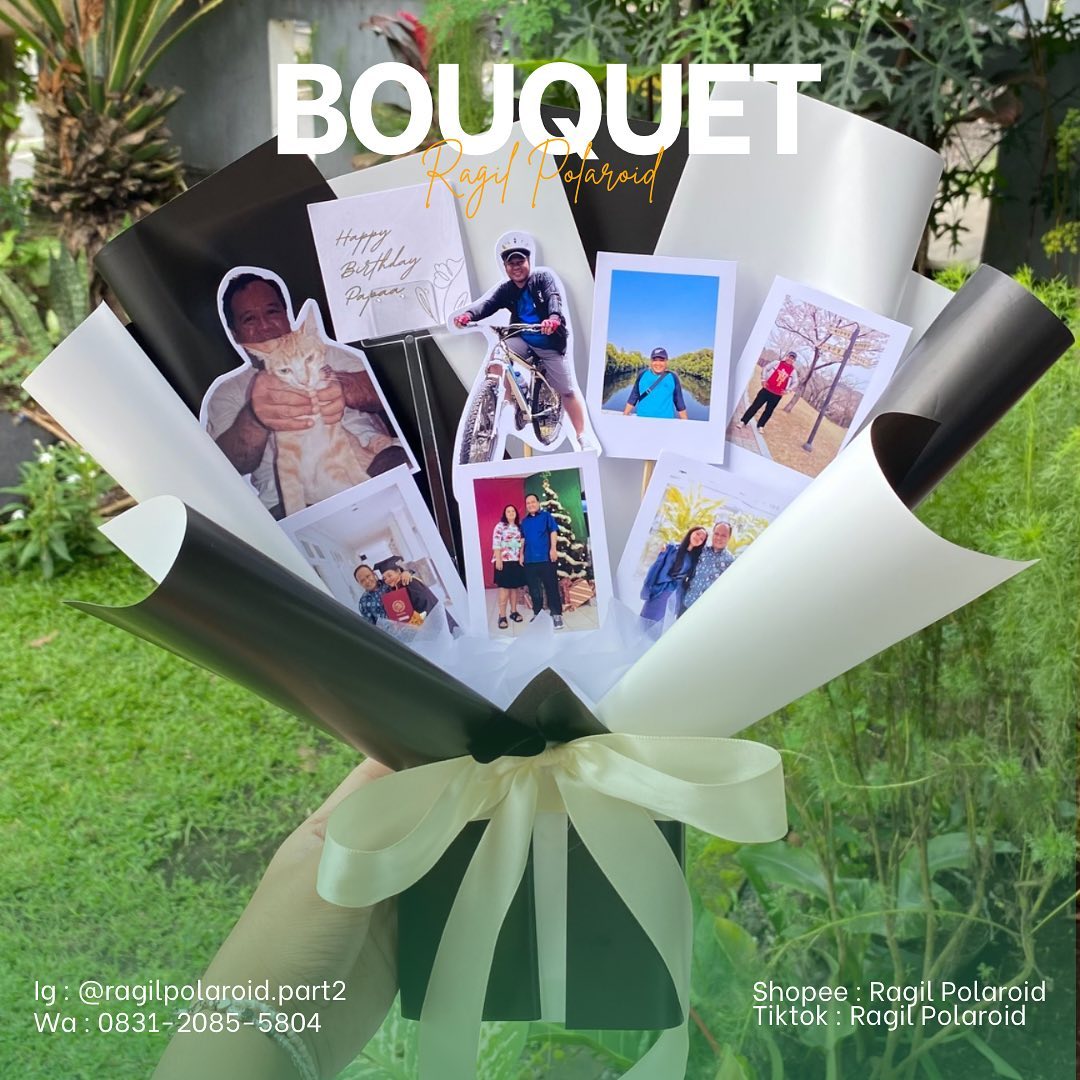 BOUQUET
Ragil Polaroid
Happy
Birthday
Papaa
Ig : @ragilpolaroid.part2
Wa : 0831-2085-5804
Shopee : Ragil Polaroid
Tiktok : Ragil Polaroid